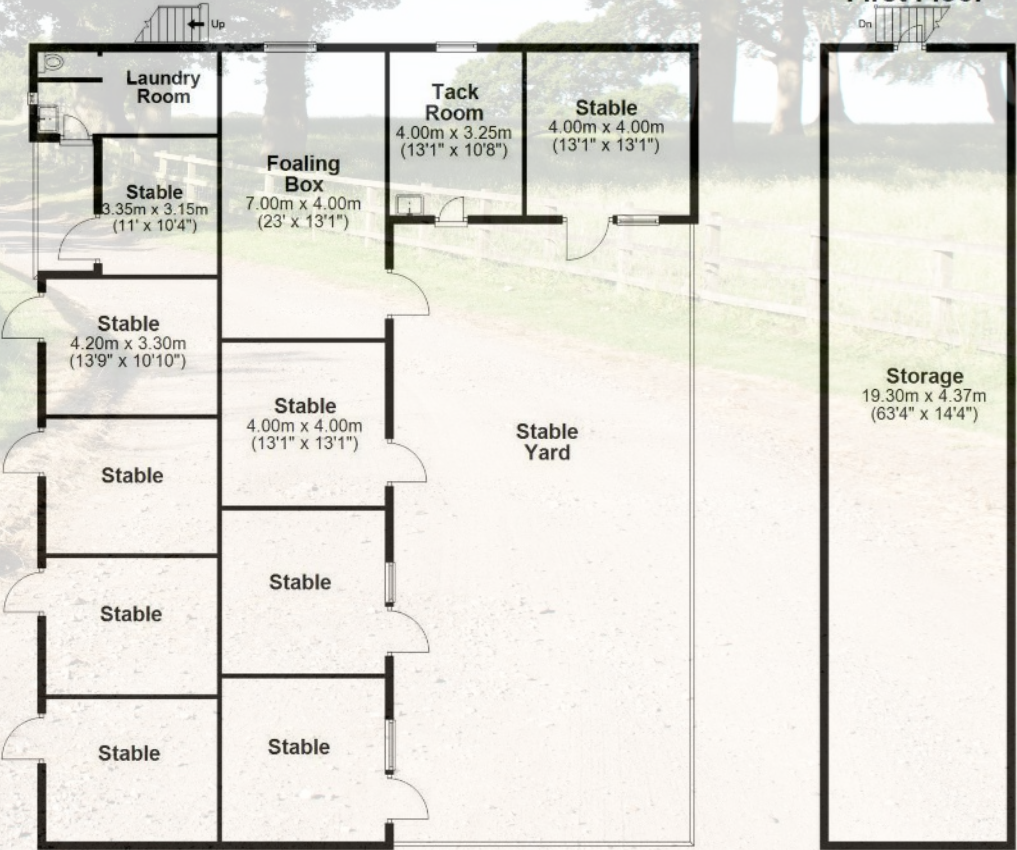 First Floor
Up
Dn
Laundry
Room
Foaling
Box
7.00m x 4.00m
(23' x 13'1")
Tack
Room
4.00m x 3.25m
(13'1" x 10'8")
Stable
4.00m x 4.00m
(13'1" x 13'1")
Stable
3.35m x 3.15m
(11' x 10'4")
Stable
4.20m x 3.30m
(13'9" x 10'10")
Stable
4.00m x 4.00m
(13'1" x 13'1")
Stable
Yard
Storage
19.30m x 4.37m
(63'4" x 14'4")
Stable
Stable
Stable
Stable
Stable